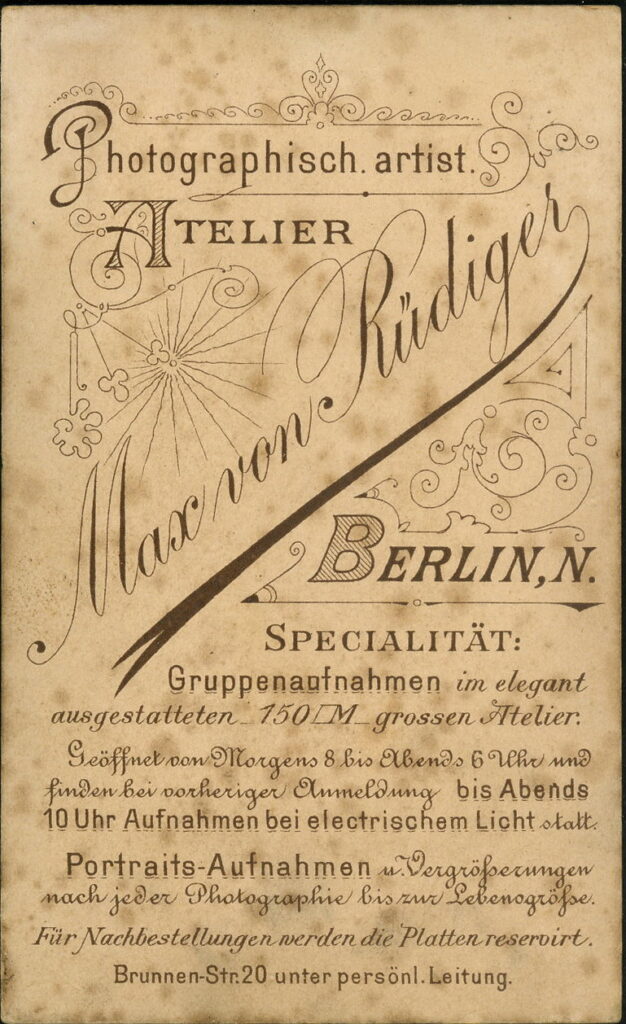 Photographisch. artist.
ATELIER
Max von Rüdiger
BERLIN, N.
SPECIALITÄT:
Gruppenaufnahmen im elegant
ausgestatteten 150□M grossen Atelier.
Geöffnet von Morgens 8 bis Abends 6 Uhr und
finden bei vorheriger Anmeldung bis Abends
10 Uhr Aufnahmen bei electrischem Licht statt.
Portraits-Aufnahmen u. Vergrößerungen
nach jeder Photographie bis zur Lebensgröße.
Für Nachbestellungen werden die Platten reservirt.
Brunnen-Str. 20 unter persönl. Leitung.